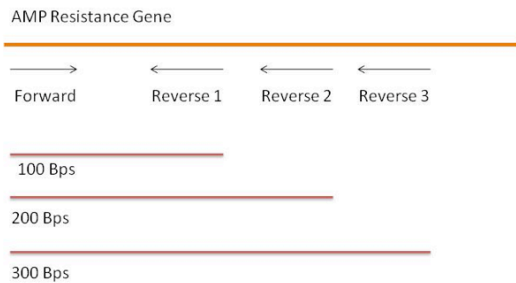 AMP Resistance Gene
Forward Reverse 1 Reverse 2 Reverse 3
100 Bps
200 Bps
300 Bps